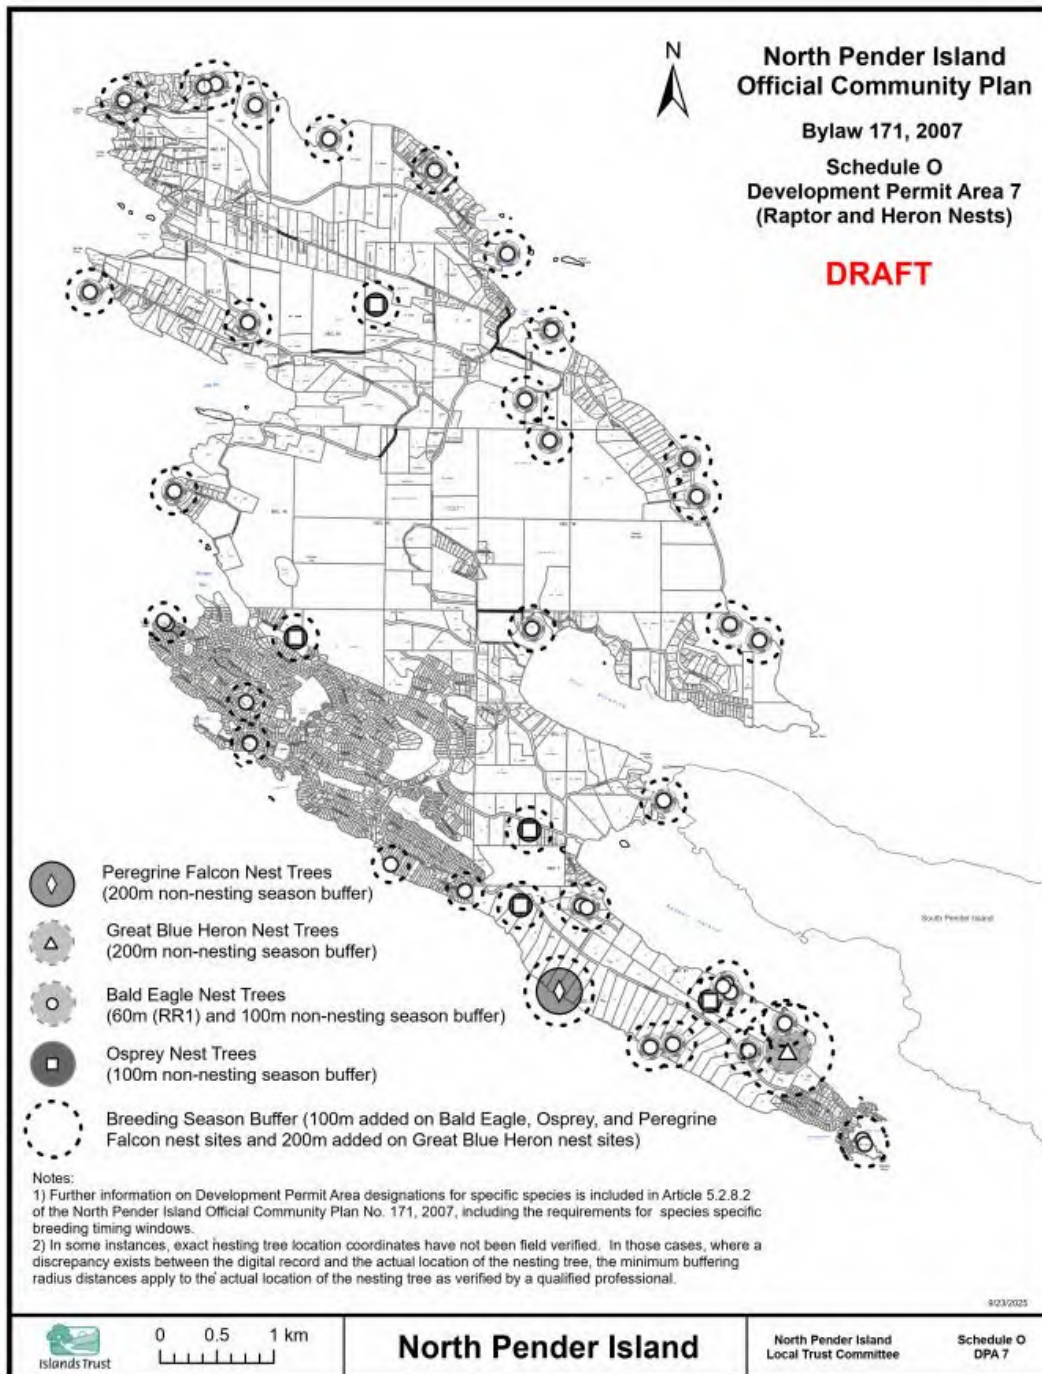 N
North Pender Island
Official Community Plan
Bylaw 171, 2007
Schedule O
Development Permit Area 7
(Raptor and Heron Nests)
DRAFT
South Pender Island
Peregrine Falcon Nest Trees
(200m non-nesting season buffer)
Great Blue Heron Nest Trees
(200m non-nesting season buffer)
Bald Eagle Nest Trees
(60m (RR1) and 100m non-nesting season buffer)
Osprey Nest Trees
(100m non-nesting season buffer)
Breeding Season Buffer (100m added on Bald Eagle, Osprey, and Peregrine
Falcon nest sites and 200m added on Great Blue Heron nest sites)
Notes:
1) Further information on Development Permit Area designations for specific species is included in Article 5.2.8.2
of the North Pender Island Official Community Plan No. 171, 2007, including the requirements for species specific
breeding timing windows.
2) In some instances, exact nesting tree location coordinates have not been field verified. In those cases, where a
discrepancy exists between the digital record and the actual location of the nesting tree, the minimum buffering
radius distances apply to the actual location of the nesting tree as verified by a qualified professional.
9/23/2025
Islands Trust
0 0.5 1 km
North Pender Island
North Pender Island
Local Trust Committee
Schedule O
DPA 7